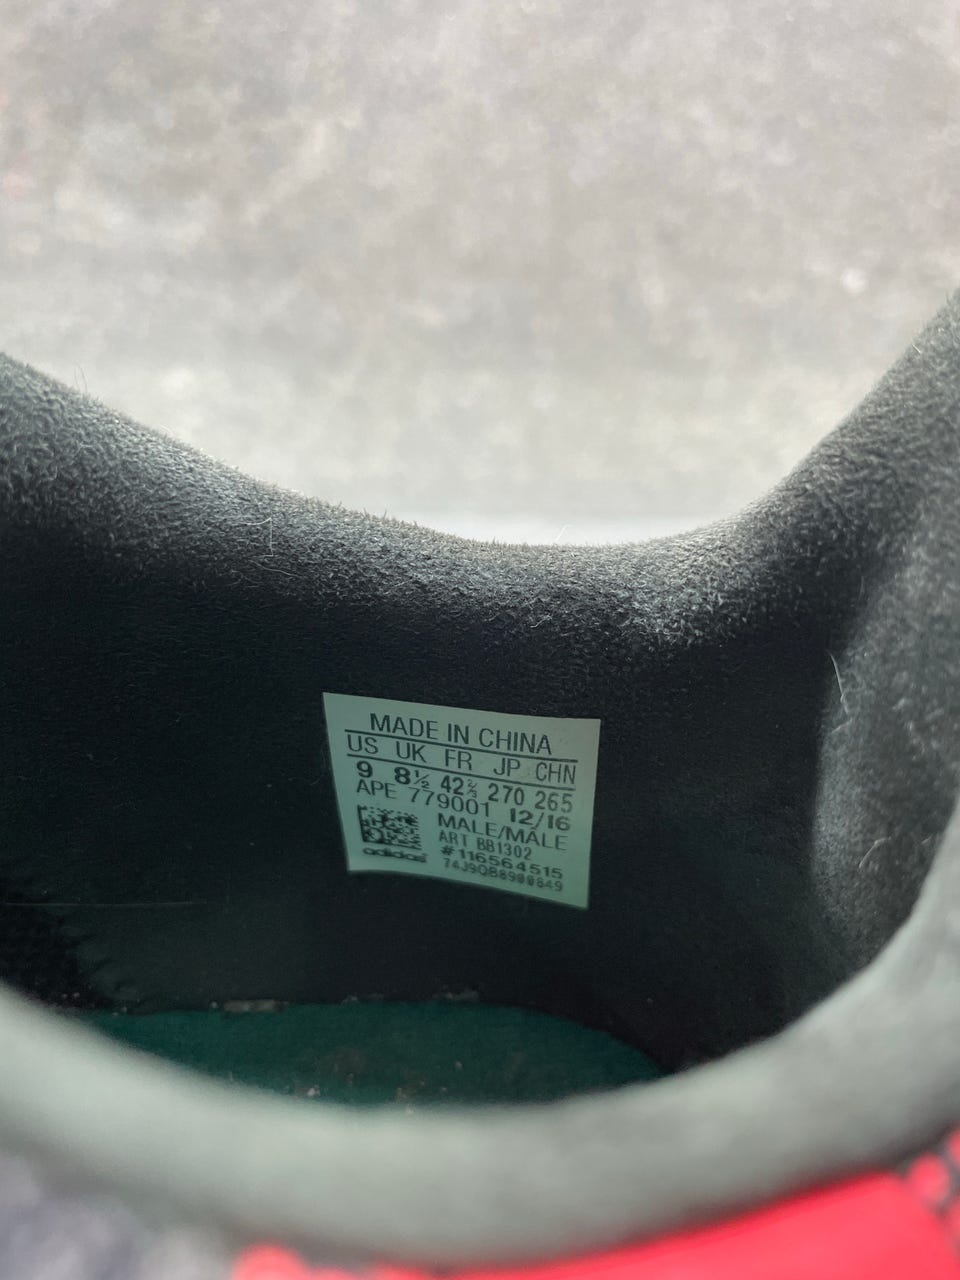 MADE IN CHINA
US UK FR JP CHN
9 8½ 42⅔ 270 265
APE 779001 12/16
MALE/MALE
ART BB1302
#116564515
adidas
74J9QB8900849